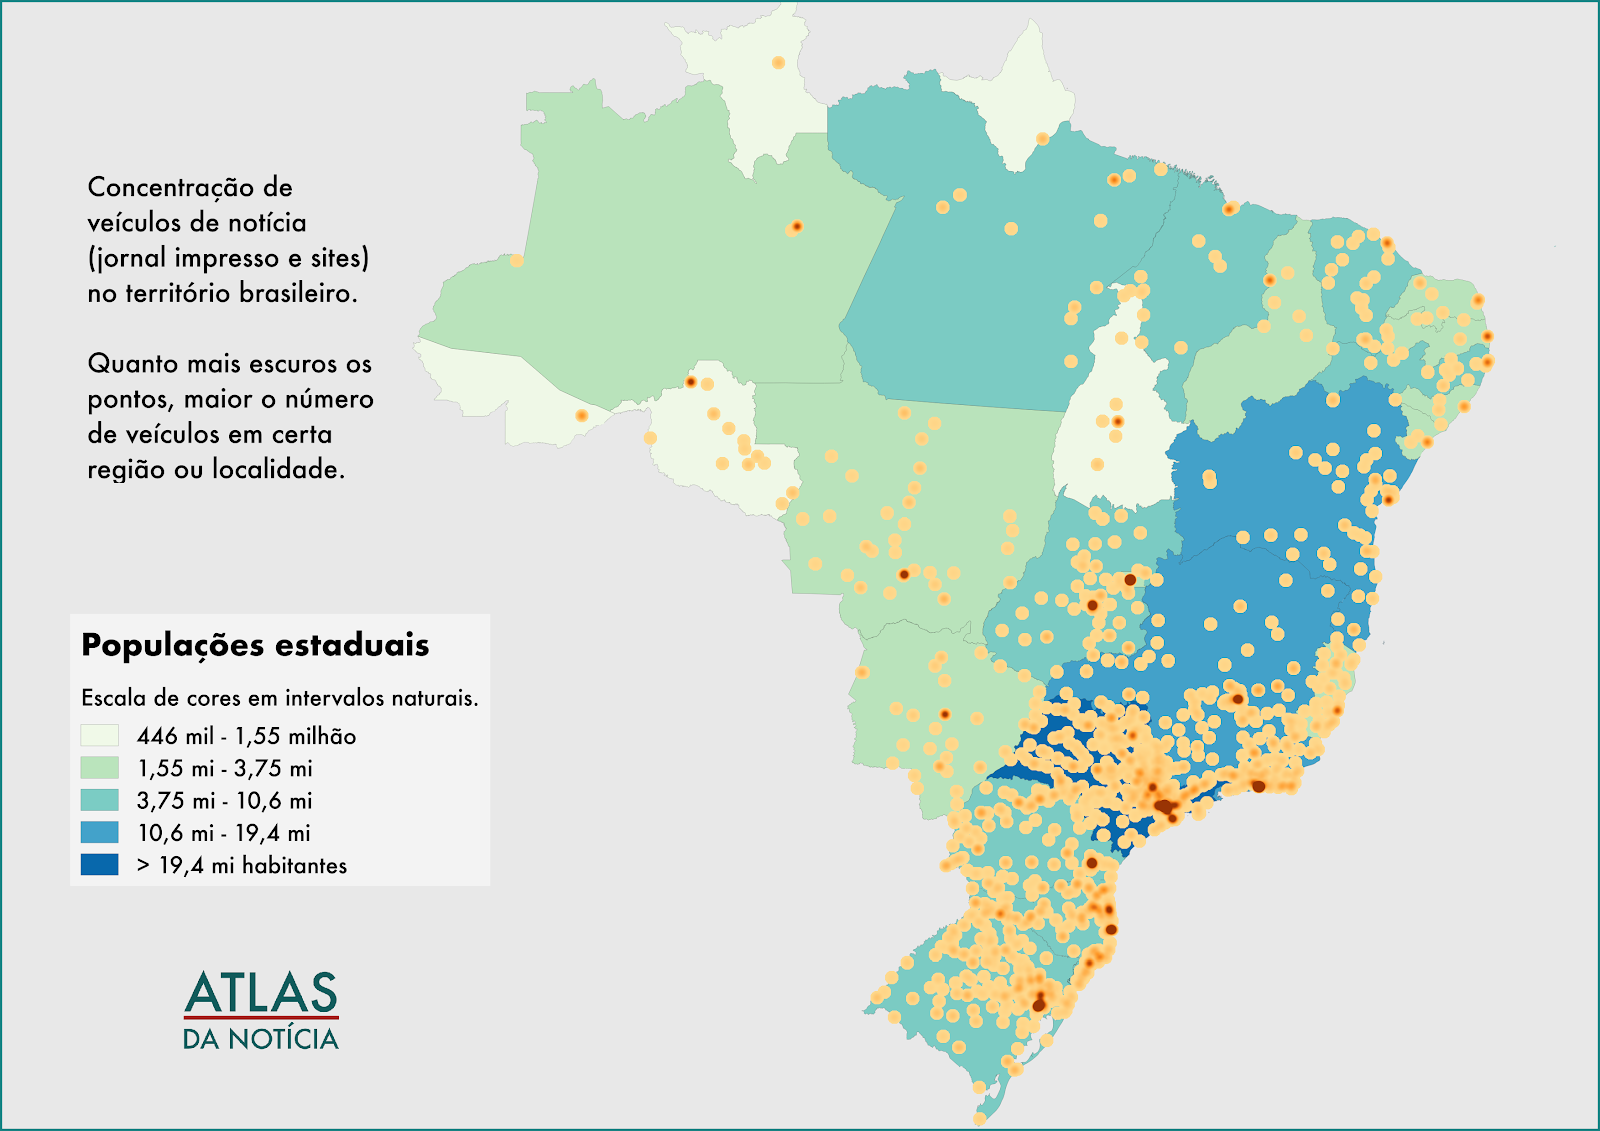 Concentração de
veículos de notícia
(jornal impresso e sites)
no território brasileiro.
Quanto mais escuros os
pontos, maior o número
de veículos em certa
região ou localidade.
Populações estaduais
Escala de cores em intervalos naturais.
446 mil - 1,55 milhão
1,55 mi - 3,75 mi
3,75 mi - 10,6 mi
10,6 mi - 19,4 mi
> 19,4 mi habitantes
ATLAS
DA NOTÍCIA